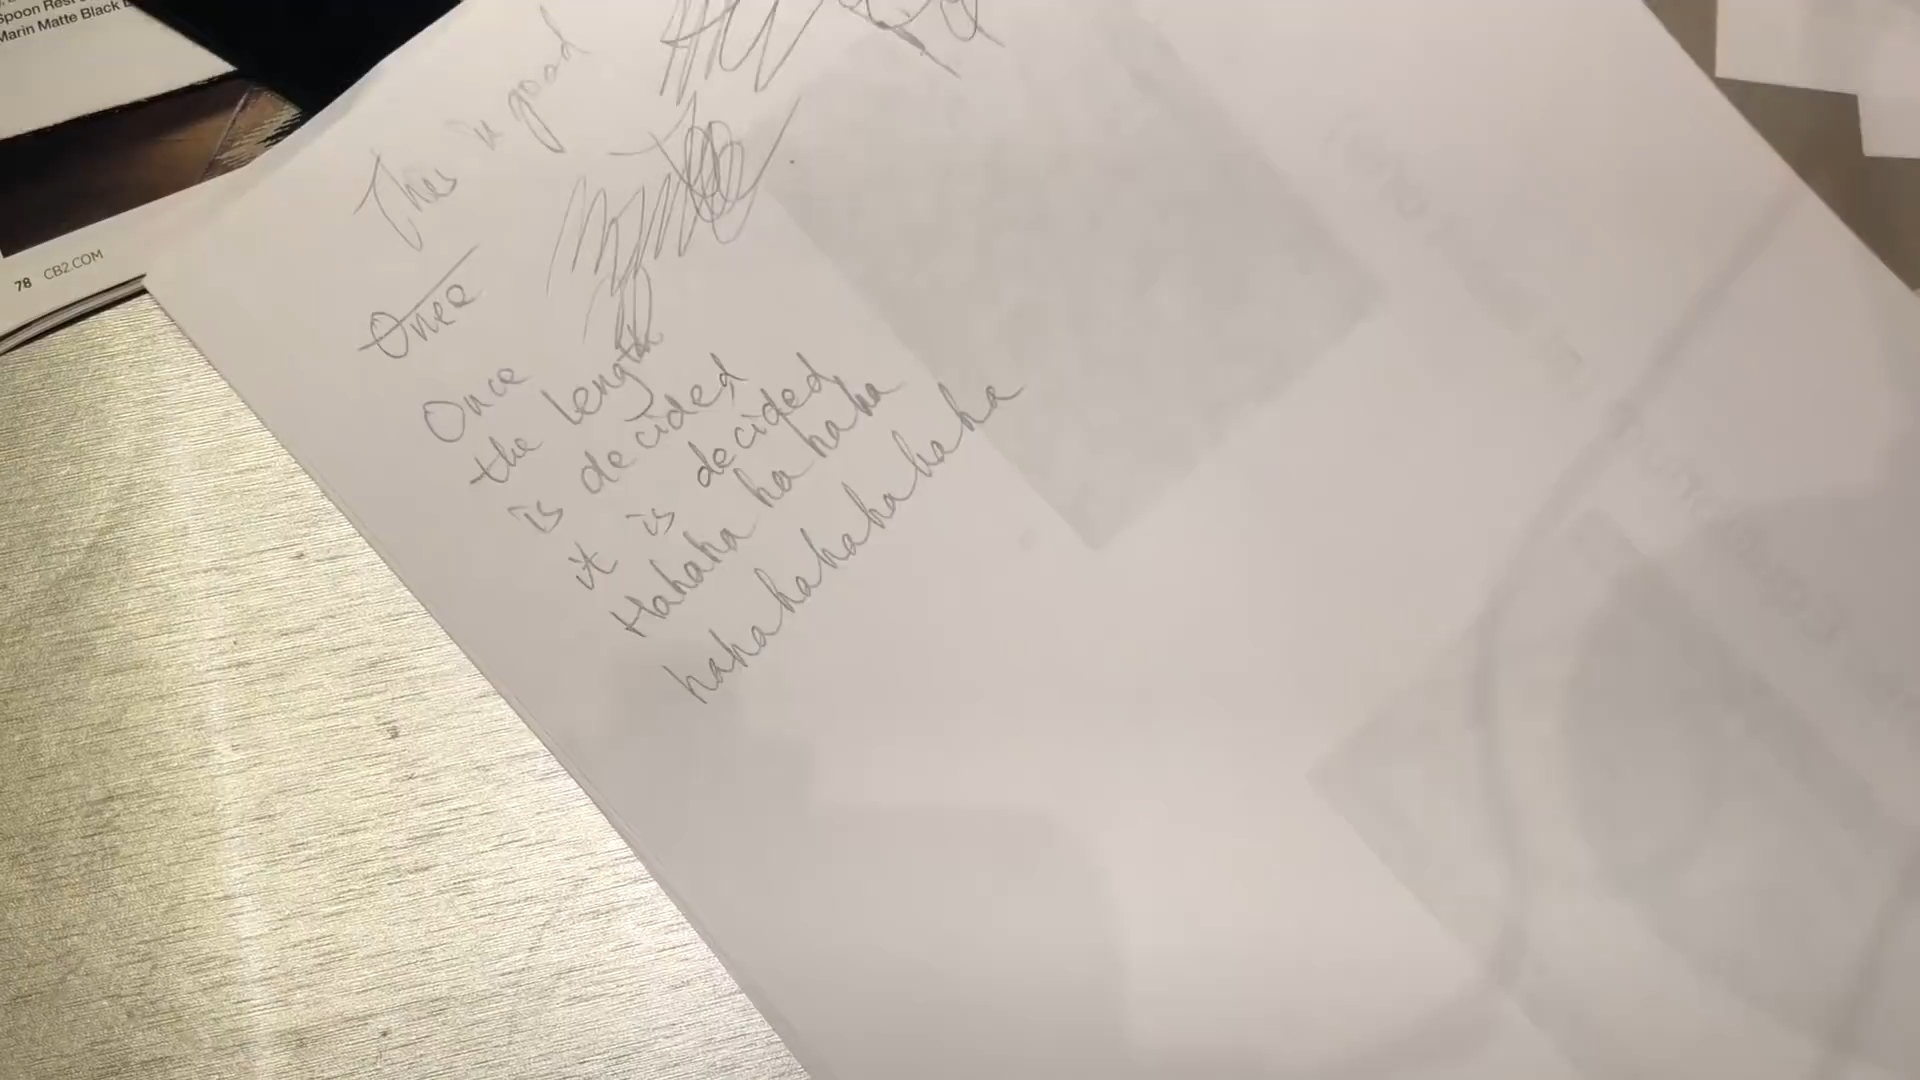 Spoon Rest
Marin Matte Black
78 CB2.COM
This is good
Once
Once
the length
is decided,
it is decided
Hahaha ha haha
hahahahahahaha